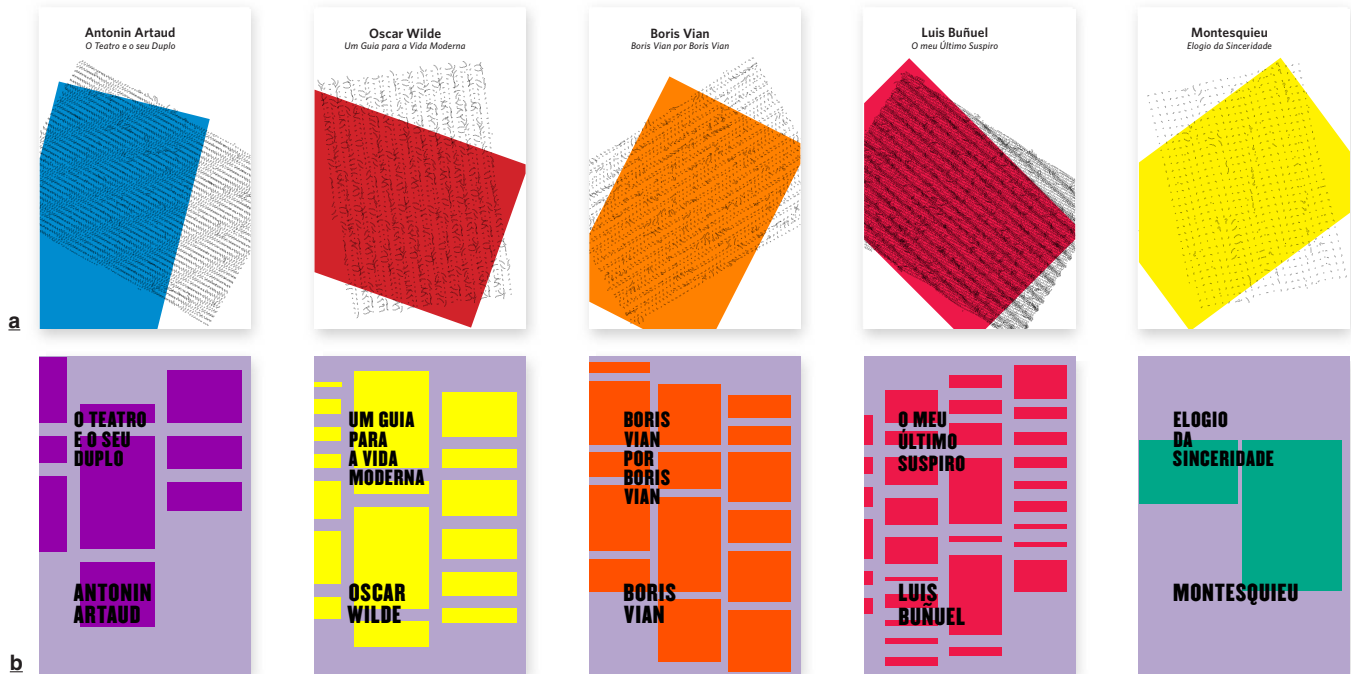 Antonin Artaud
O Teatro e o seu Duplo
Oscar Wilde
Um Guia para a Vida Moderna
Boris Vian
Boris Vian por Boris Vian
Luis Buñuel
O meu Último Suspiro
Montesquieu
Elogio da Sinceridade
a
O TEATRO
E O SEU
DUPLO
ANTONIN
ARTAUD
UM GUIA
PARA
A VIDA
MODERNA
OSCAR
WILDE
BORIS
VIAN
POR
BORIS
VIAN
BORIS
VIAN
O MEU
ÚLTIMO
SUSPIRO
LUIS
BUÑUEL
ELOGIO
DA
SINCERIDADE
MONTESQUIEU
b